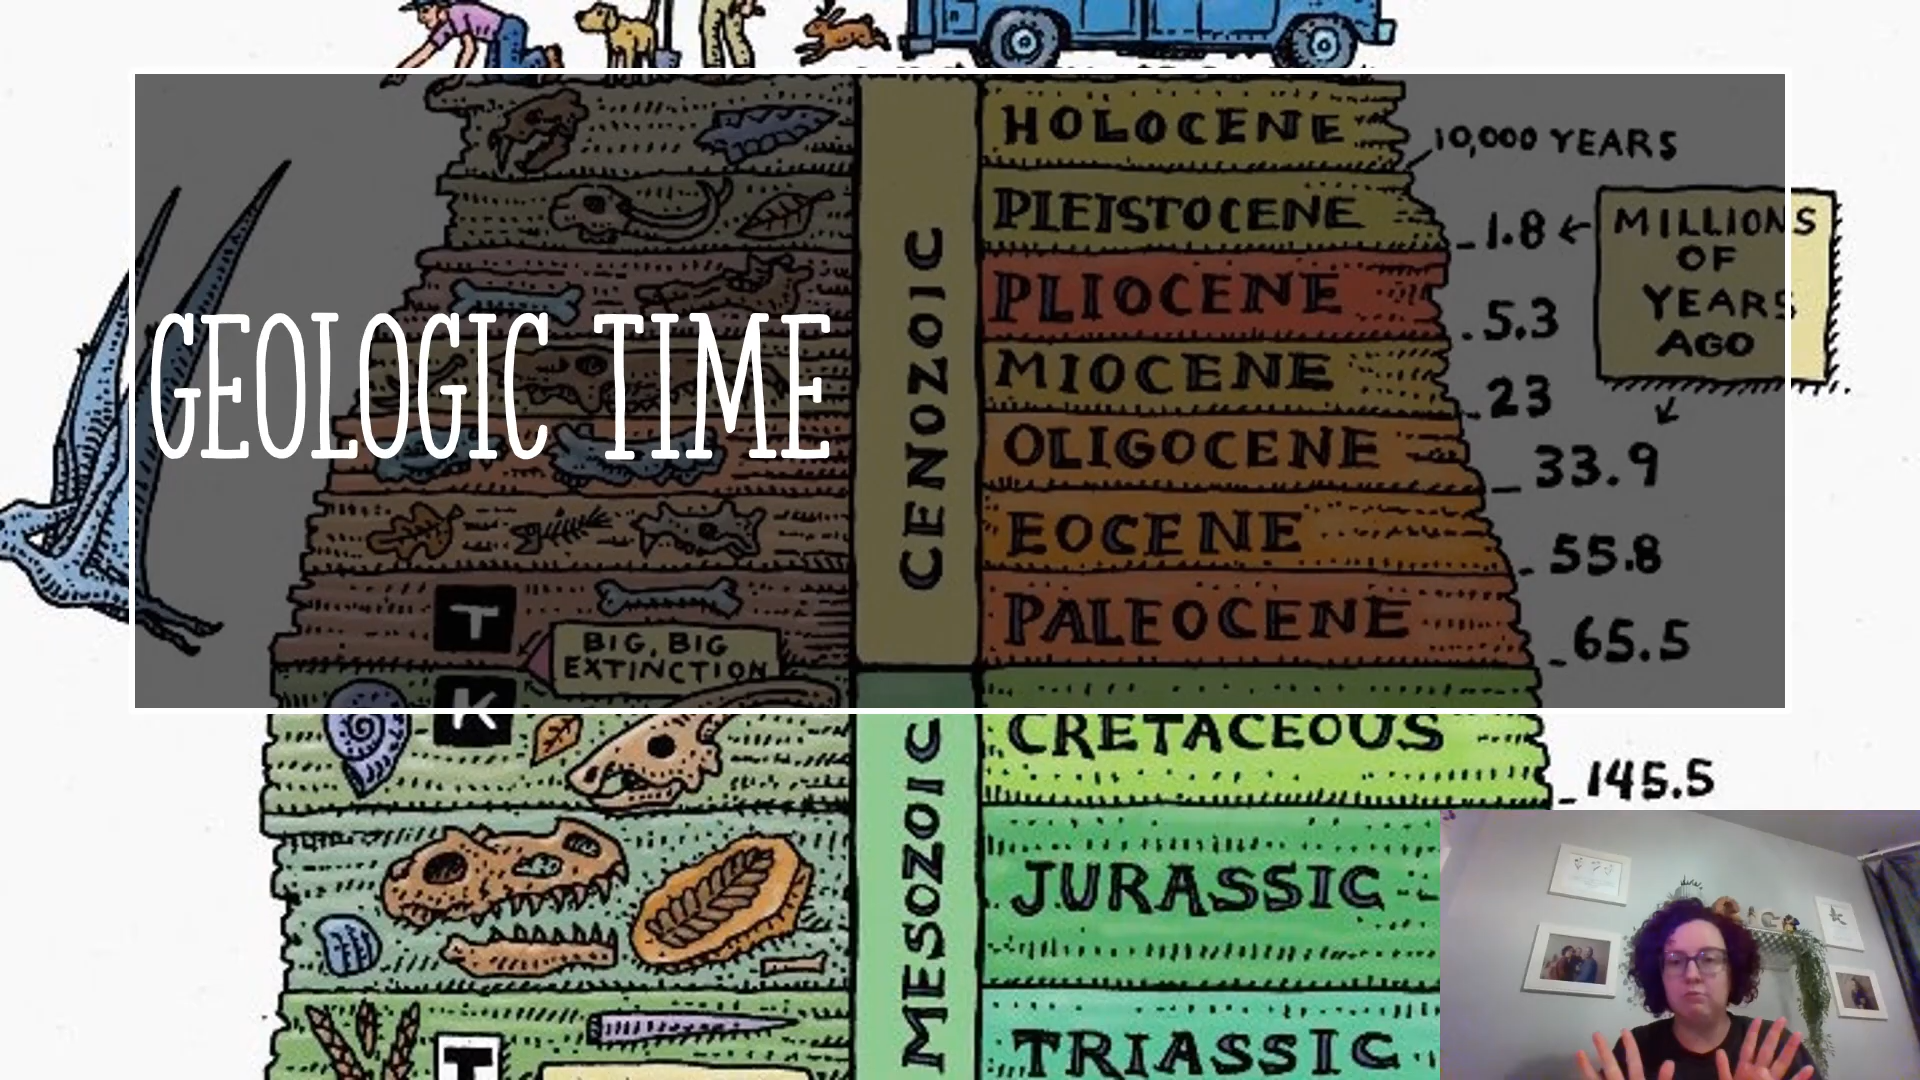 GEOLOGIC TIME
CENOZOIC
HOLOCENE
10,000 YEARS
PLEISTOCENE
1.8
MILLIONS
OF
YEARS
AGO
PLIOCENE
5.3
MIOCENE
23
OLIGOCENE
33.9
EOCENE
55.8
T
PALEOCENE
65.5
BIG, BIG
EXTINCTION
K
MESOZOIC
CRETACEOUS
145.5
JURASSIC
TRIASSIC
T